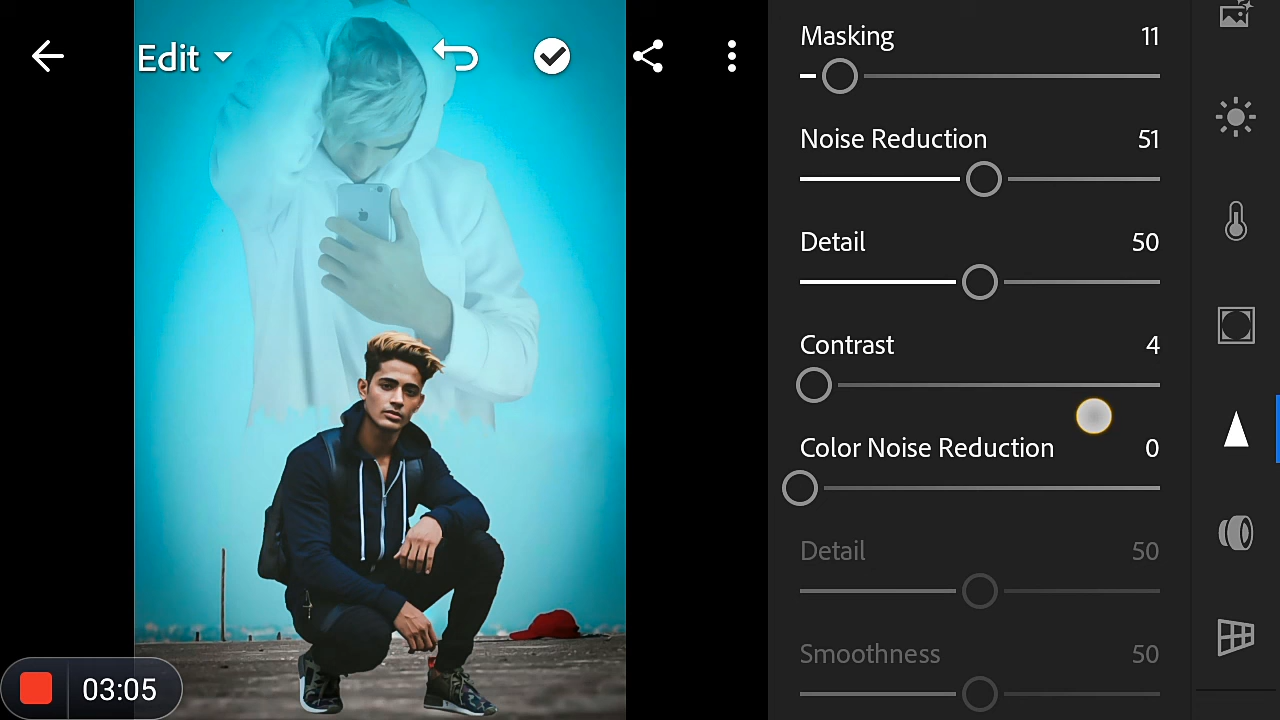 Edit
Masking 11
Noise Reduction 51
Detail 50
Contrast 4
Color Noise Reduction 0
Detail 50
Smoothness 50
03:05